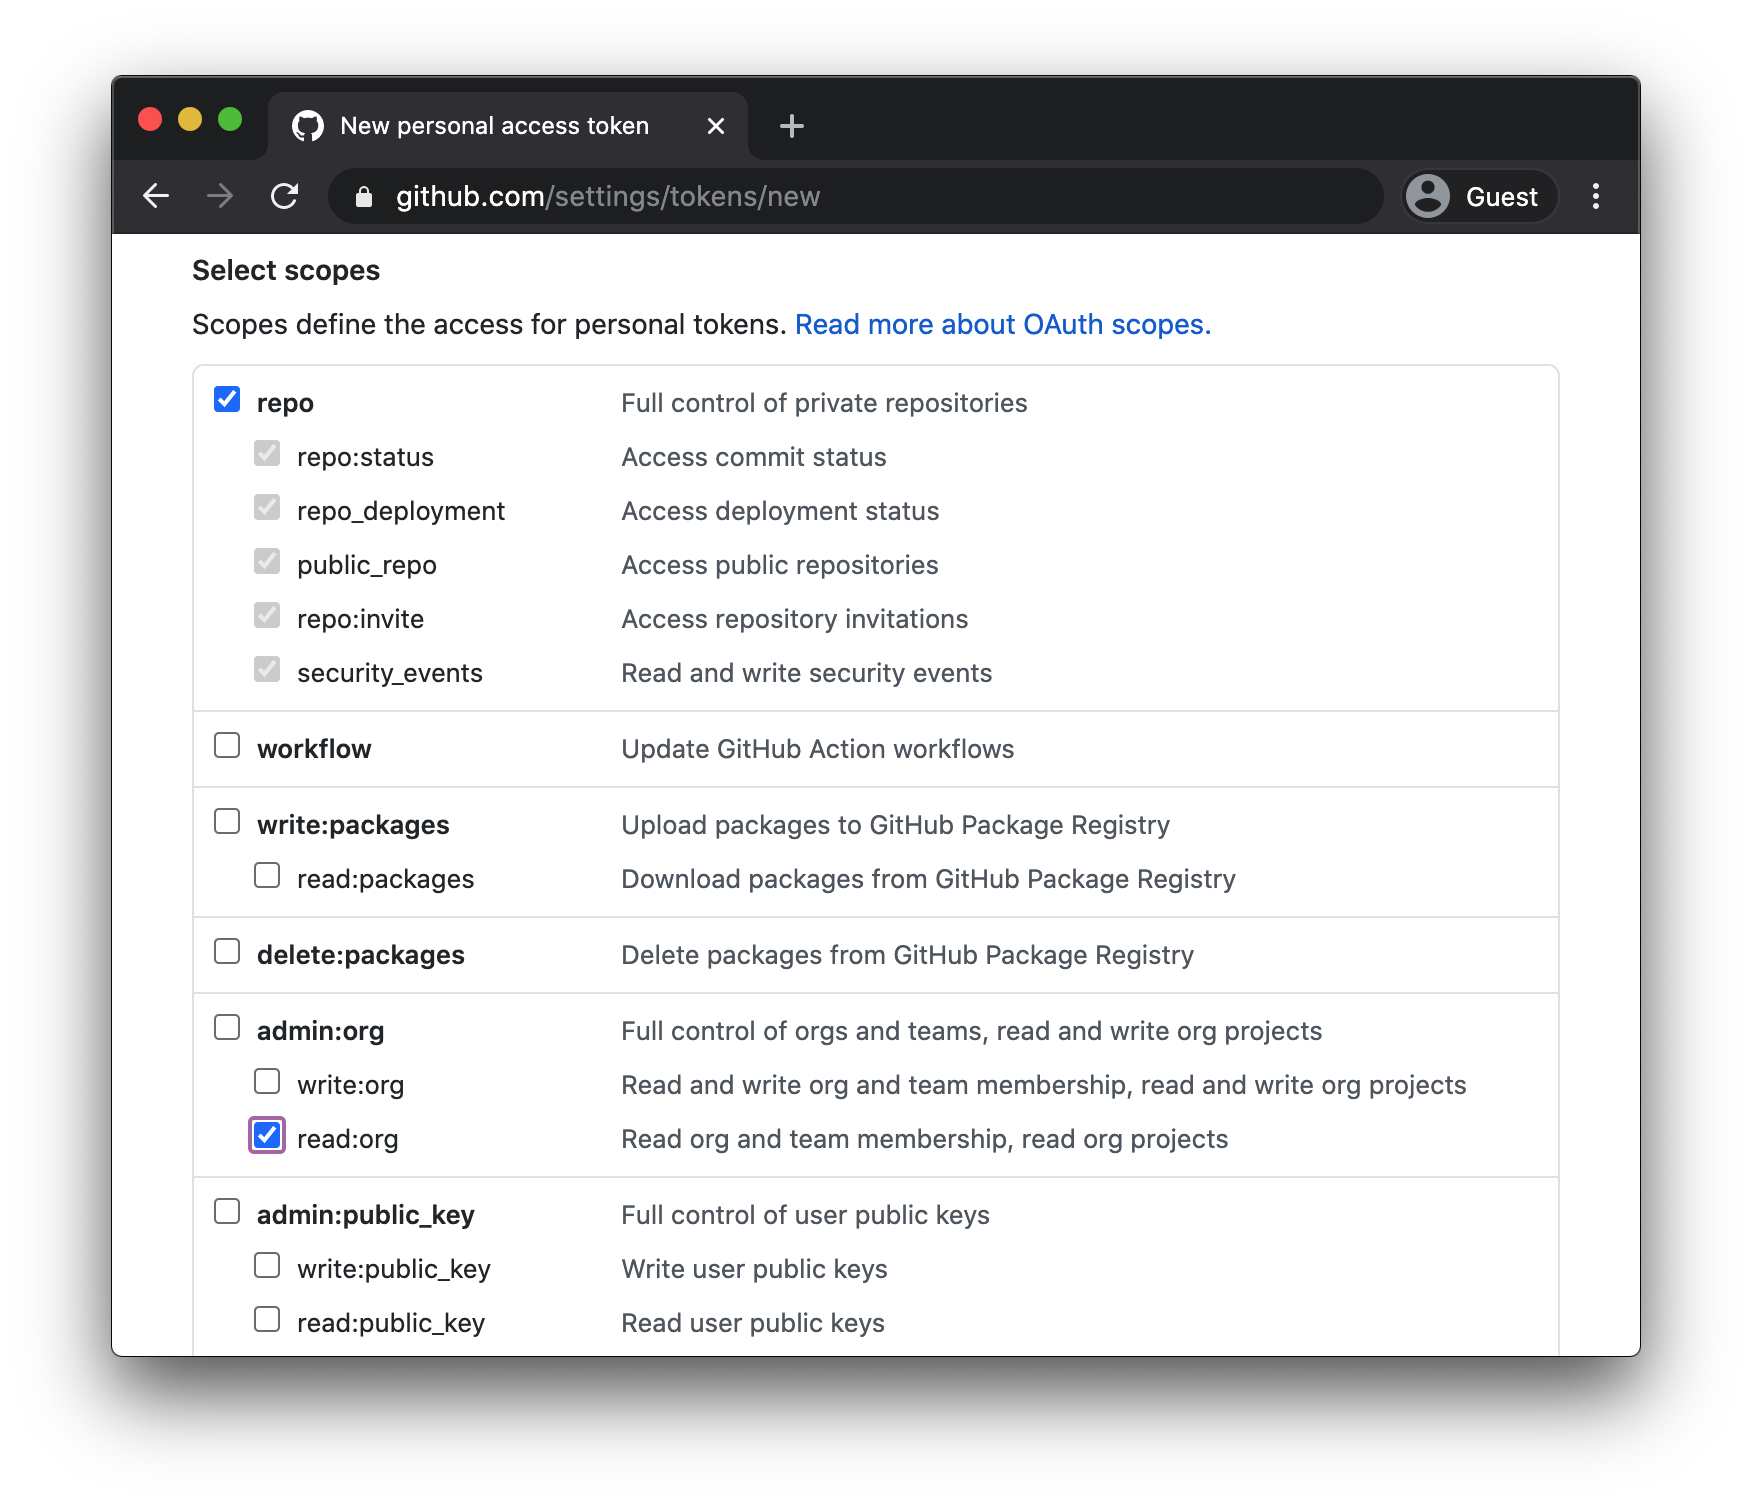 New personal access token
github.com/settings/tokens/new
Guest
Select scopes
Scopes define the access for personal tokens. Read more about OAuth scopes.
repo Full control of private repositories
repo:status Access commit status
repo_deployment Access deployment status
public_repo Access public repositories
repo:invite Access repository invitations
security_events Read and write security events
workflow Update GitHub Action workflows
write:packages Upload packages to GitHub Package Registry
read:packages Download packages from GitHub Package Registry
delete:packages Delete packages from GitHub Package Registry
admin:org Full control of orgs and teams, read and write org projects
write:org Read and write org and team membership, read and write org projects
read:org Read org and team membership, read org projects
admin:public_key Full control of user public keys
write:public_key Write user public keys
read:public_key Read user public keys